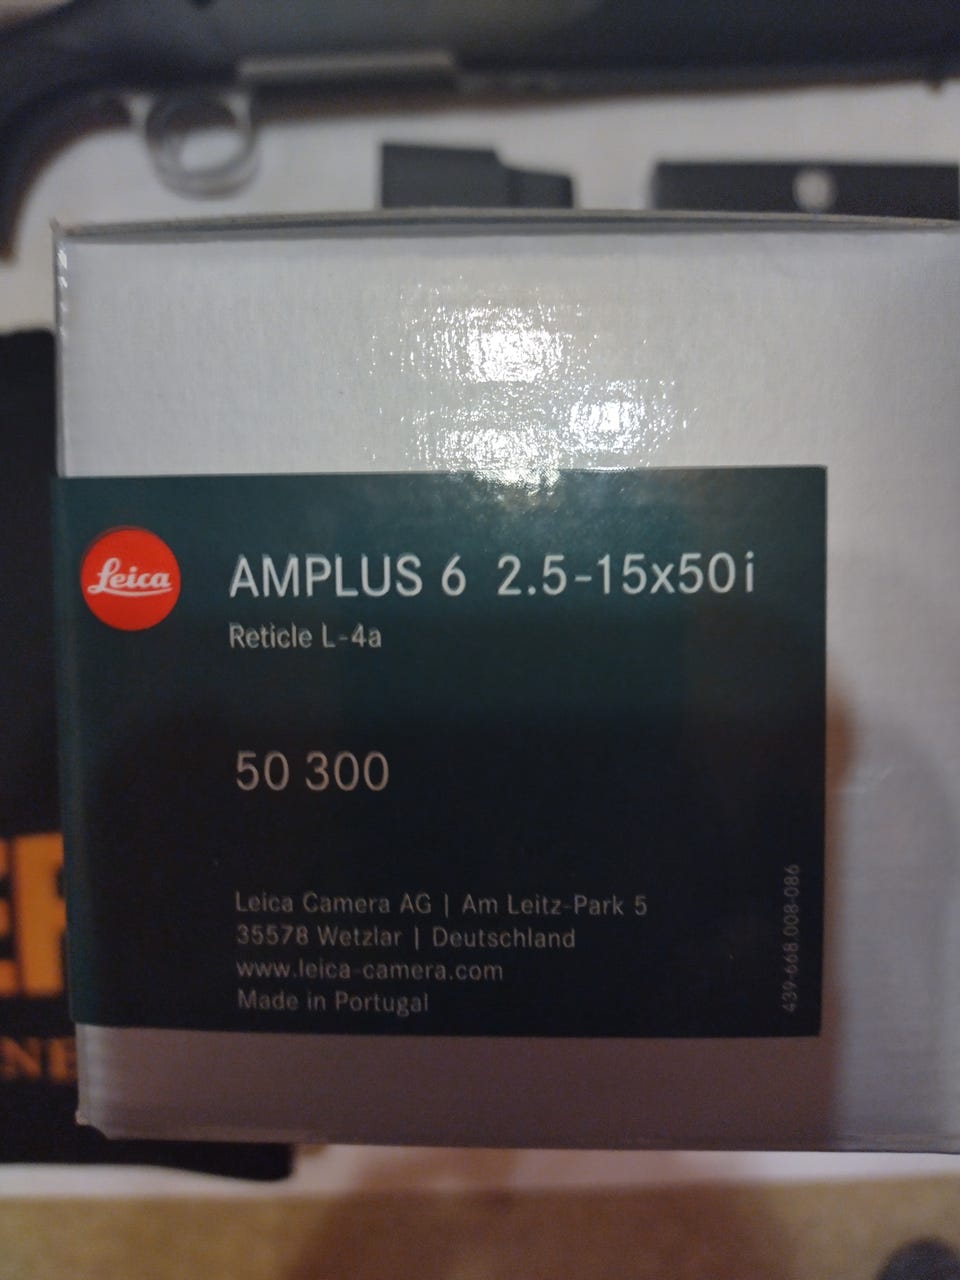 Leica
AMPLUS 6 2.5-15x50i
Reticle L-4a
50 300
Leica Camera AG | Am Leitz-Park 5
35578 Wetzlar | Deutschland
www.leica-camera.com
Made in Portugal
439-668.008-086